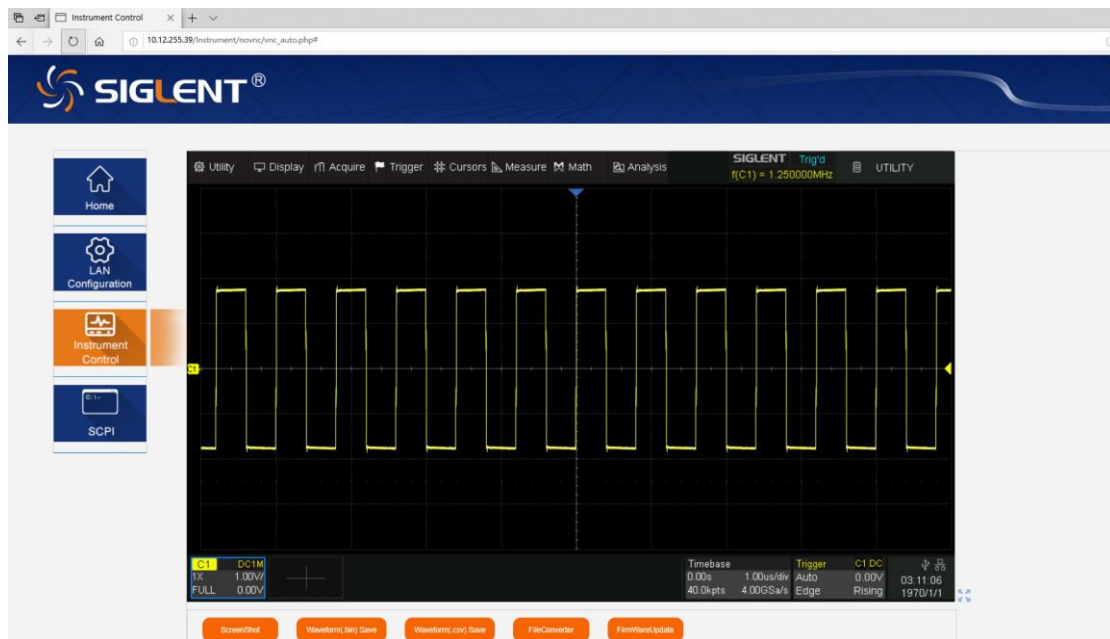 Instrument Control
10.12.255.39/Instrument/novnc/vnc_auto.php#
SIGLENT®
Utility Display Acquire Trigger Cursors Measure Math Analysis
SIGLENT Trig'd
f(C1) = 1.250000MHz
UTILITY
Home
LAN
Configuration
Instrument
Control
C:\-
SCPI
C1
C1 DC1M
1X 1.00V/
FULL 0.00V
Timebase
0.00s 1.00us/div
40.0kpts 4.00GSa/s
Trigger C1 DC
Auto 0.00V
Edge Rising
03:11:06
1970/1/1
ScreenShot Waveform(.bin) Save Waveform(.csv) Save FileConverter FirmWareUpdate